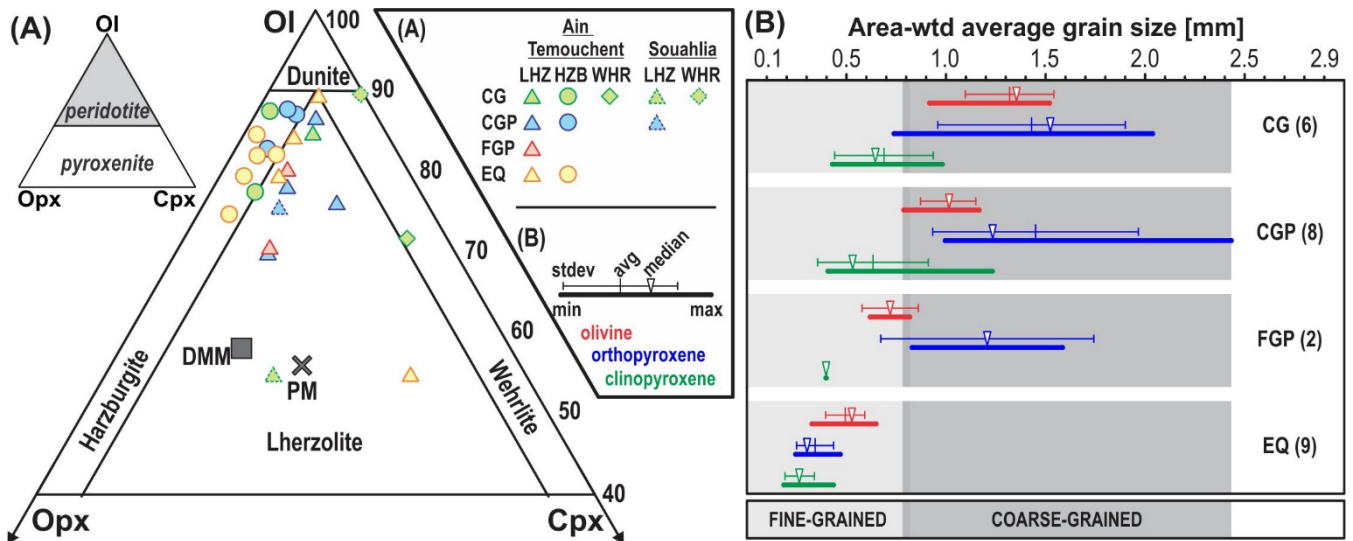 (A)
Ol
peridotite
pyroxenite
Opx
Cpx
Ol
100
Dunite
90
80
70
60
50
40
Harzburgite
Wehrlite
DMM
PM
Lherzolite
Opx
Cpx
(A)
Ain
Temouchent
Souahlia
LHZ HZB WHR LHZ WHR
CG
CGP
FGP
EQ
(B)
stdev
avg
median
min
max
olivine
orthopyroxene
clinopyroxene
(B)
Area-wtd average grain size [mm]
0.1 0.5 1.0 1.5 2.0 2.5 2.9
CG (6)
CGP (8)
FGP (2)
EQ (9)
FINE-GRAINED
COARSE-GRAINED